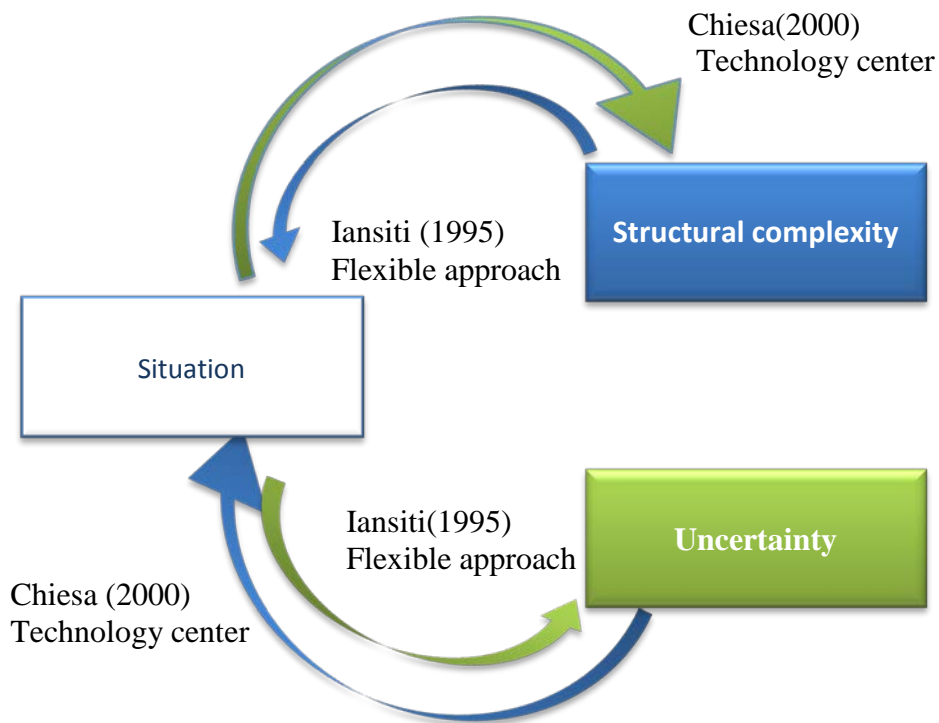 Chiesa(2000)
Technology center
Structural complexity
Iansiti (1995)
Flexible approach
Situation
Iansiti(1995)
Flexible approach
Uncertainty
Chiesa (2000)
Technology center